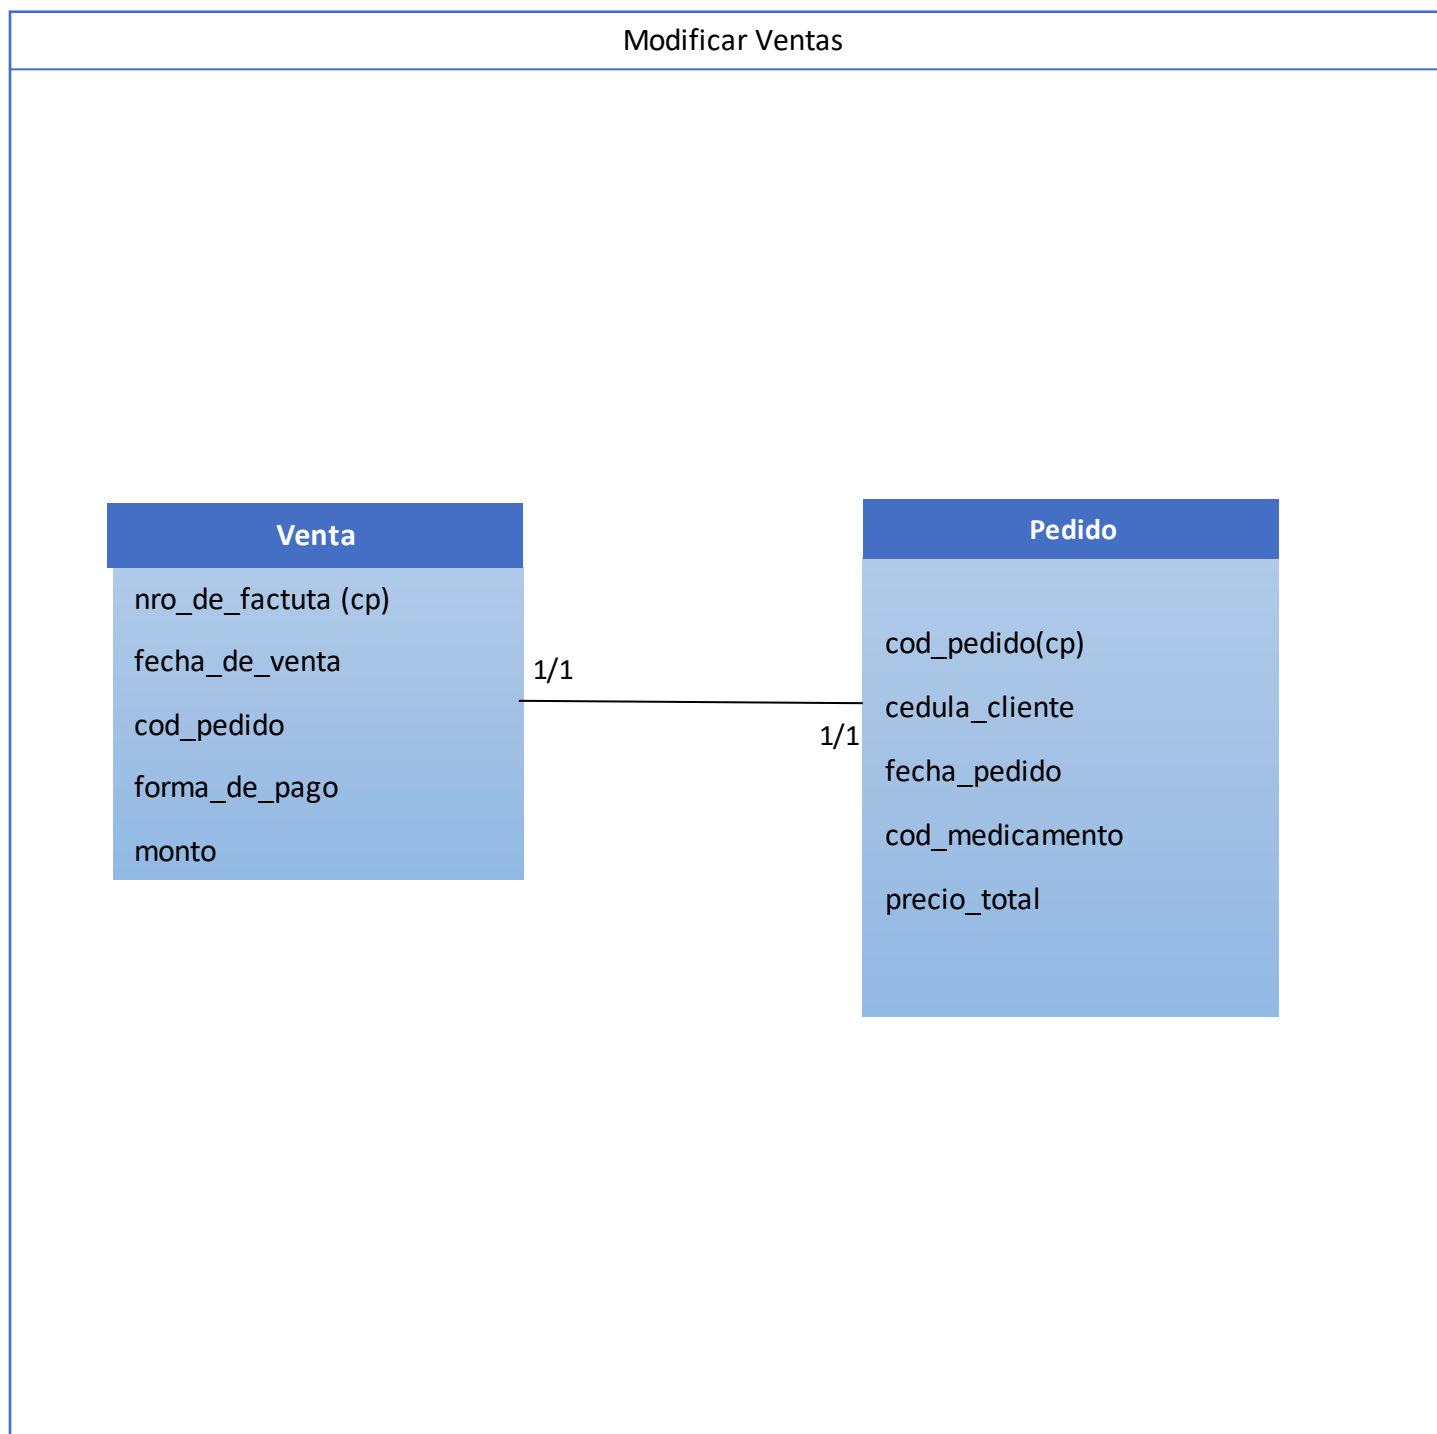 Modificar Ventas
Venta
nro_de_factuta (cp)
fecha_de_venta
cod_pedido
forma_de_pago
monto
1/1
1/1
Pedido
cod_pedido(cp)
cedula_cliente
fecha_pedido
cod_medicamento
precio_total